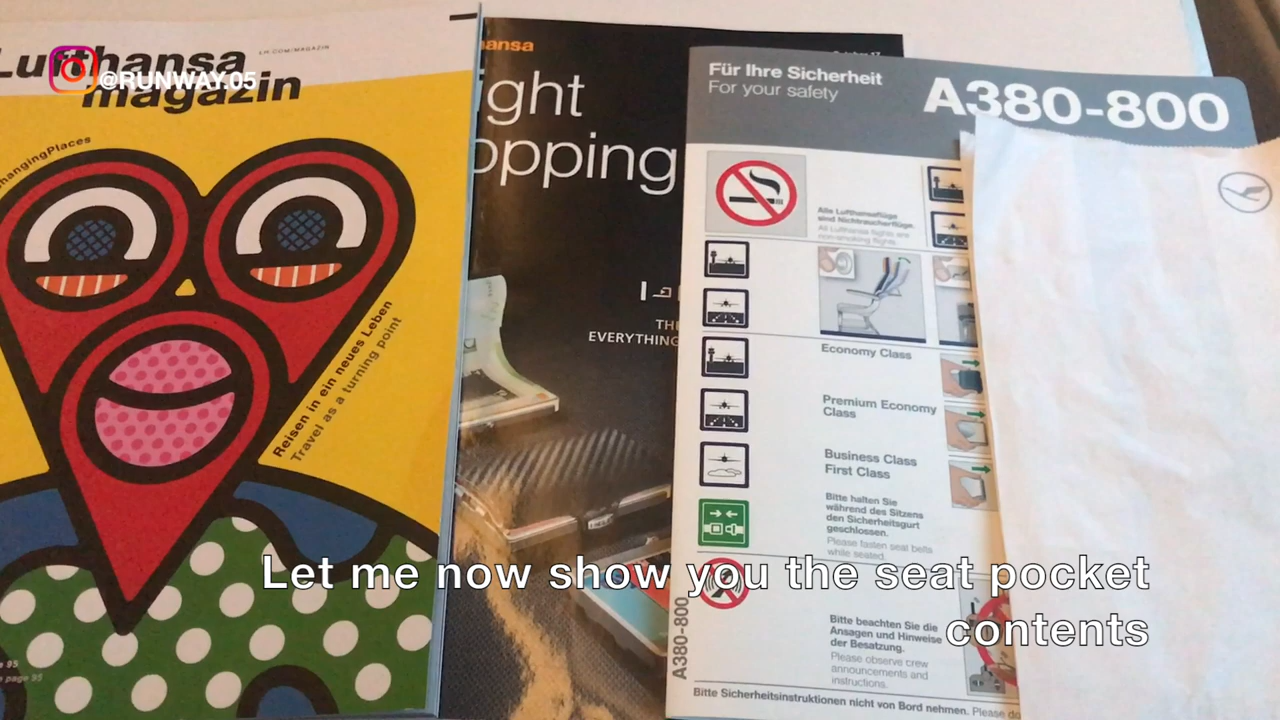 Lufthansa
magazin
LH.COM/MAGAZIN
@RUNWAY.05
Reisen in ein neues Leben
Travel as a turning point
page 95
ight
opping
EVERYTHING
Für Ihre Sicherheit
For your safety
A380-800
Alle Lufthansaflüge
sind Nichtraucherflüge.
All Lufthansa flights are
non-smoking flights.
Economy Class
Premium Economy
Class
Business Class
First Class
Bitte halten Sie
während des Sitzens
den Sicherheitsgurt
geschlossen.
Please fasten seat belts
while seated.
Bitte beachten Sie die
Ansagen und Hinweise
der Besatzung.
Please observe crew
announcements and
instructions.
A380-800
Bitte Sicherheitsinstruktionen nicht von Bord nehmen. Please do
Let me now show you the seat pocket
contents